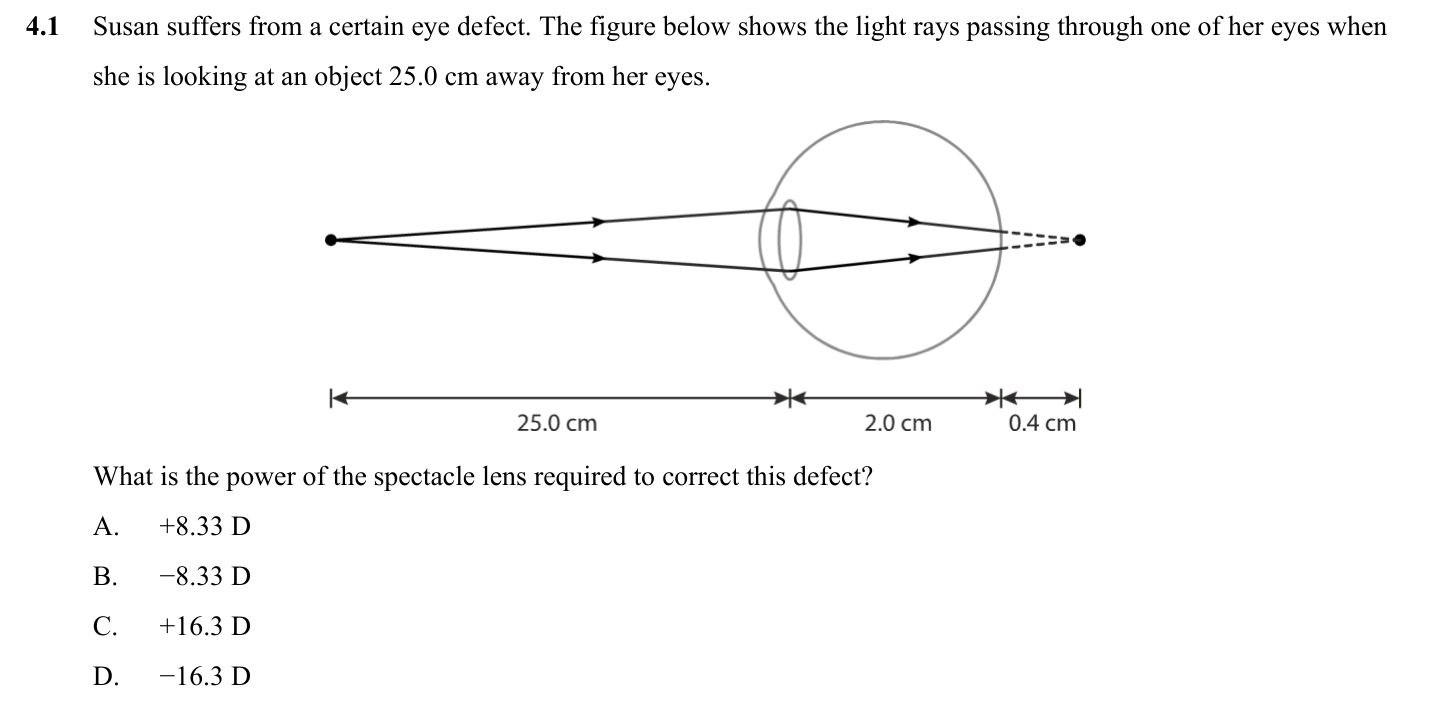 4.1 Susan suffers from a certain eye defect. The figure below shows the light rays passing through one of her eyes when
she is looking at an object 25.0 cm away from her eyes.
25.0 cm 2.0 cm 0.4 cm
What is the power of the spectacle lens required to correct this defect?
A. +8.33 D
B. −8.33 D
C. +16.3 D
D. −16.3 D